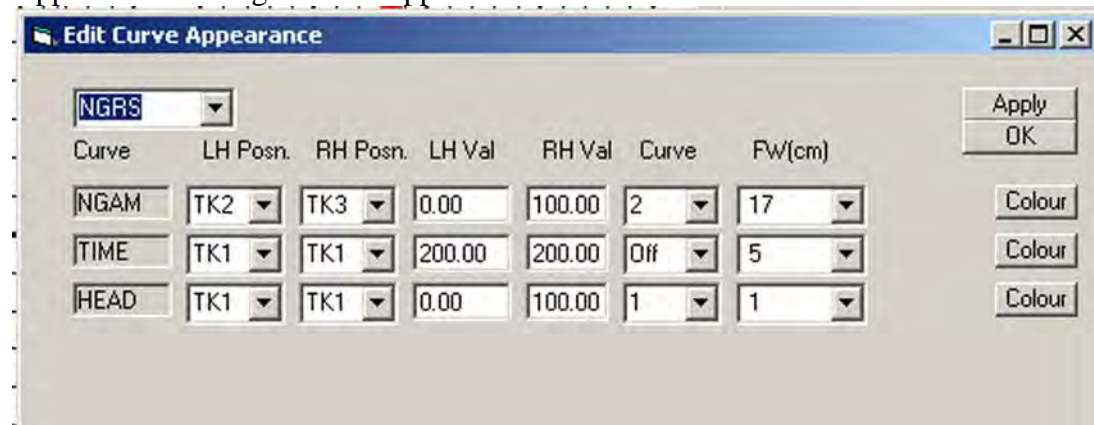 Edit Curve Appearance
NGRS
Apply
OK
Curve LH Posn. RH Posn. LH Val RH Val Curve FW(cm)
NGAM TK2 TK3 0.00 100.00 2 17 Colour
TIME TK1 TK1 200.00 200.00 Off 5 Colour
HEAD TK1 TK1 0.00 100.00 1 1 Colour